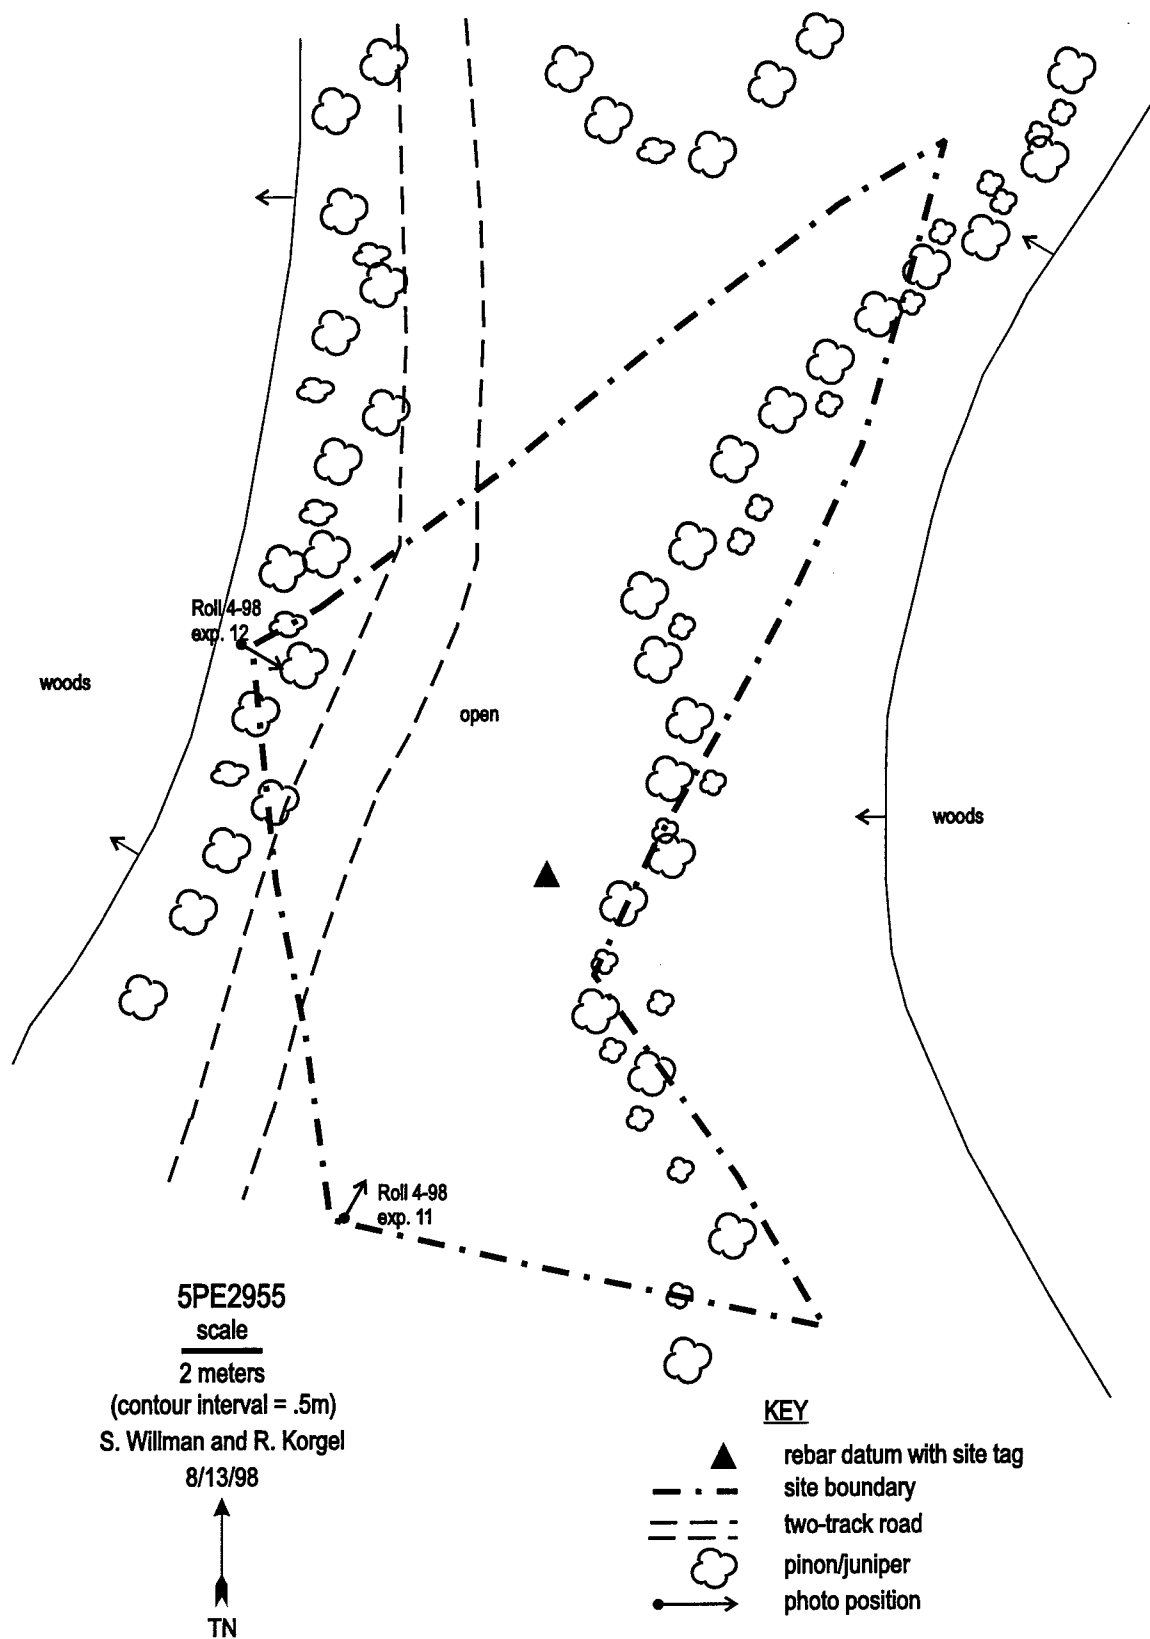 Roll 4-98
exp. 12
woods
open
woods
Roll 4-98
exp. 11
5PE2955
scale
2 meters
(contour interval = .5m)
S. Willman and R. Korgel
8/13/98
TN
KEY
rebar datum with site tag
site boundary
two-track road
pinon/juniper
photo position